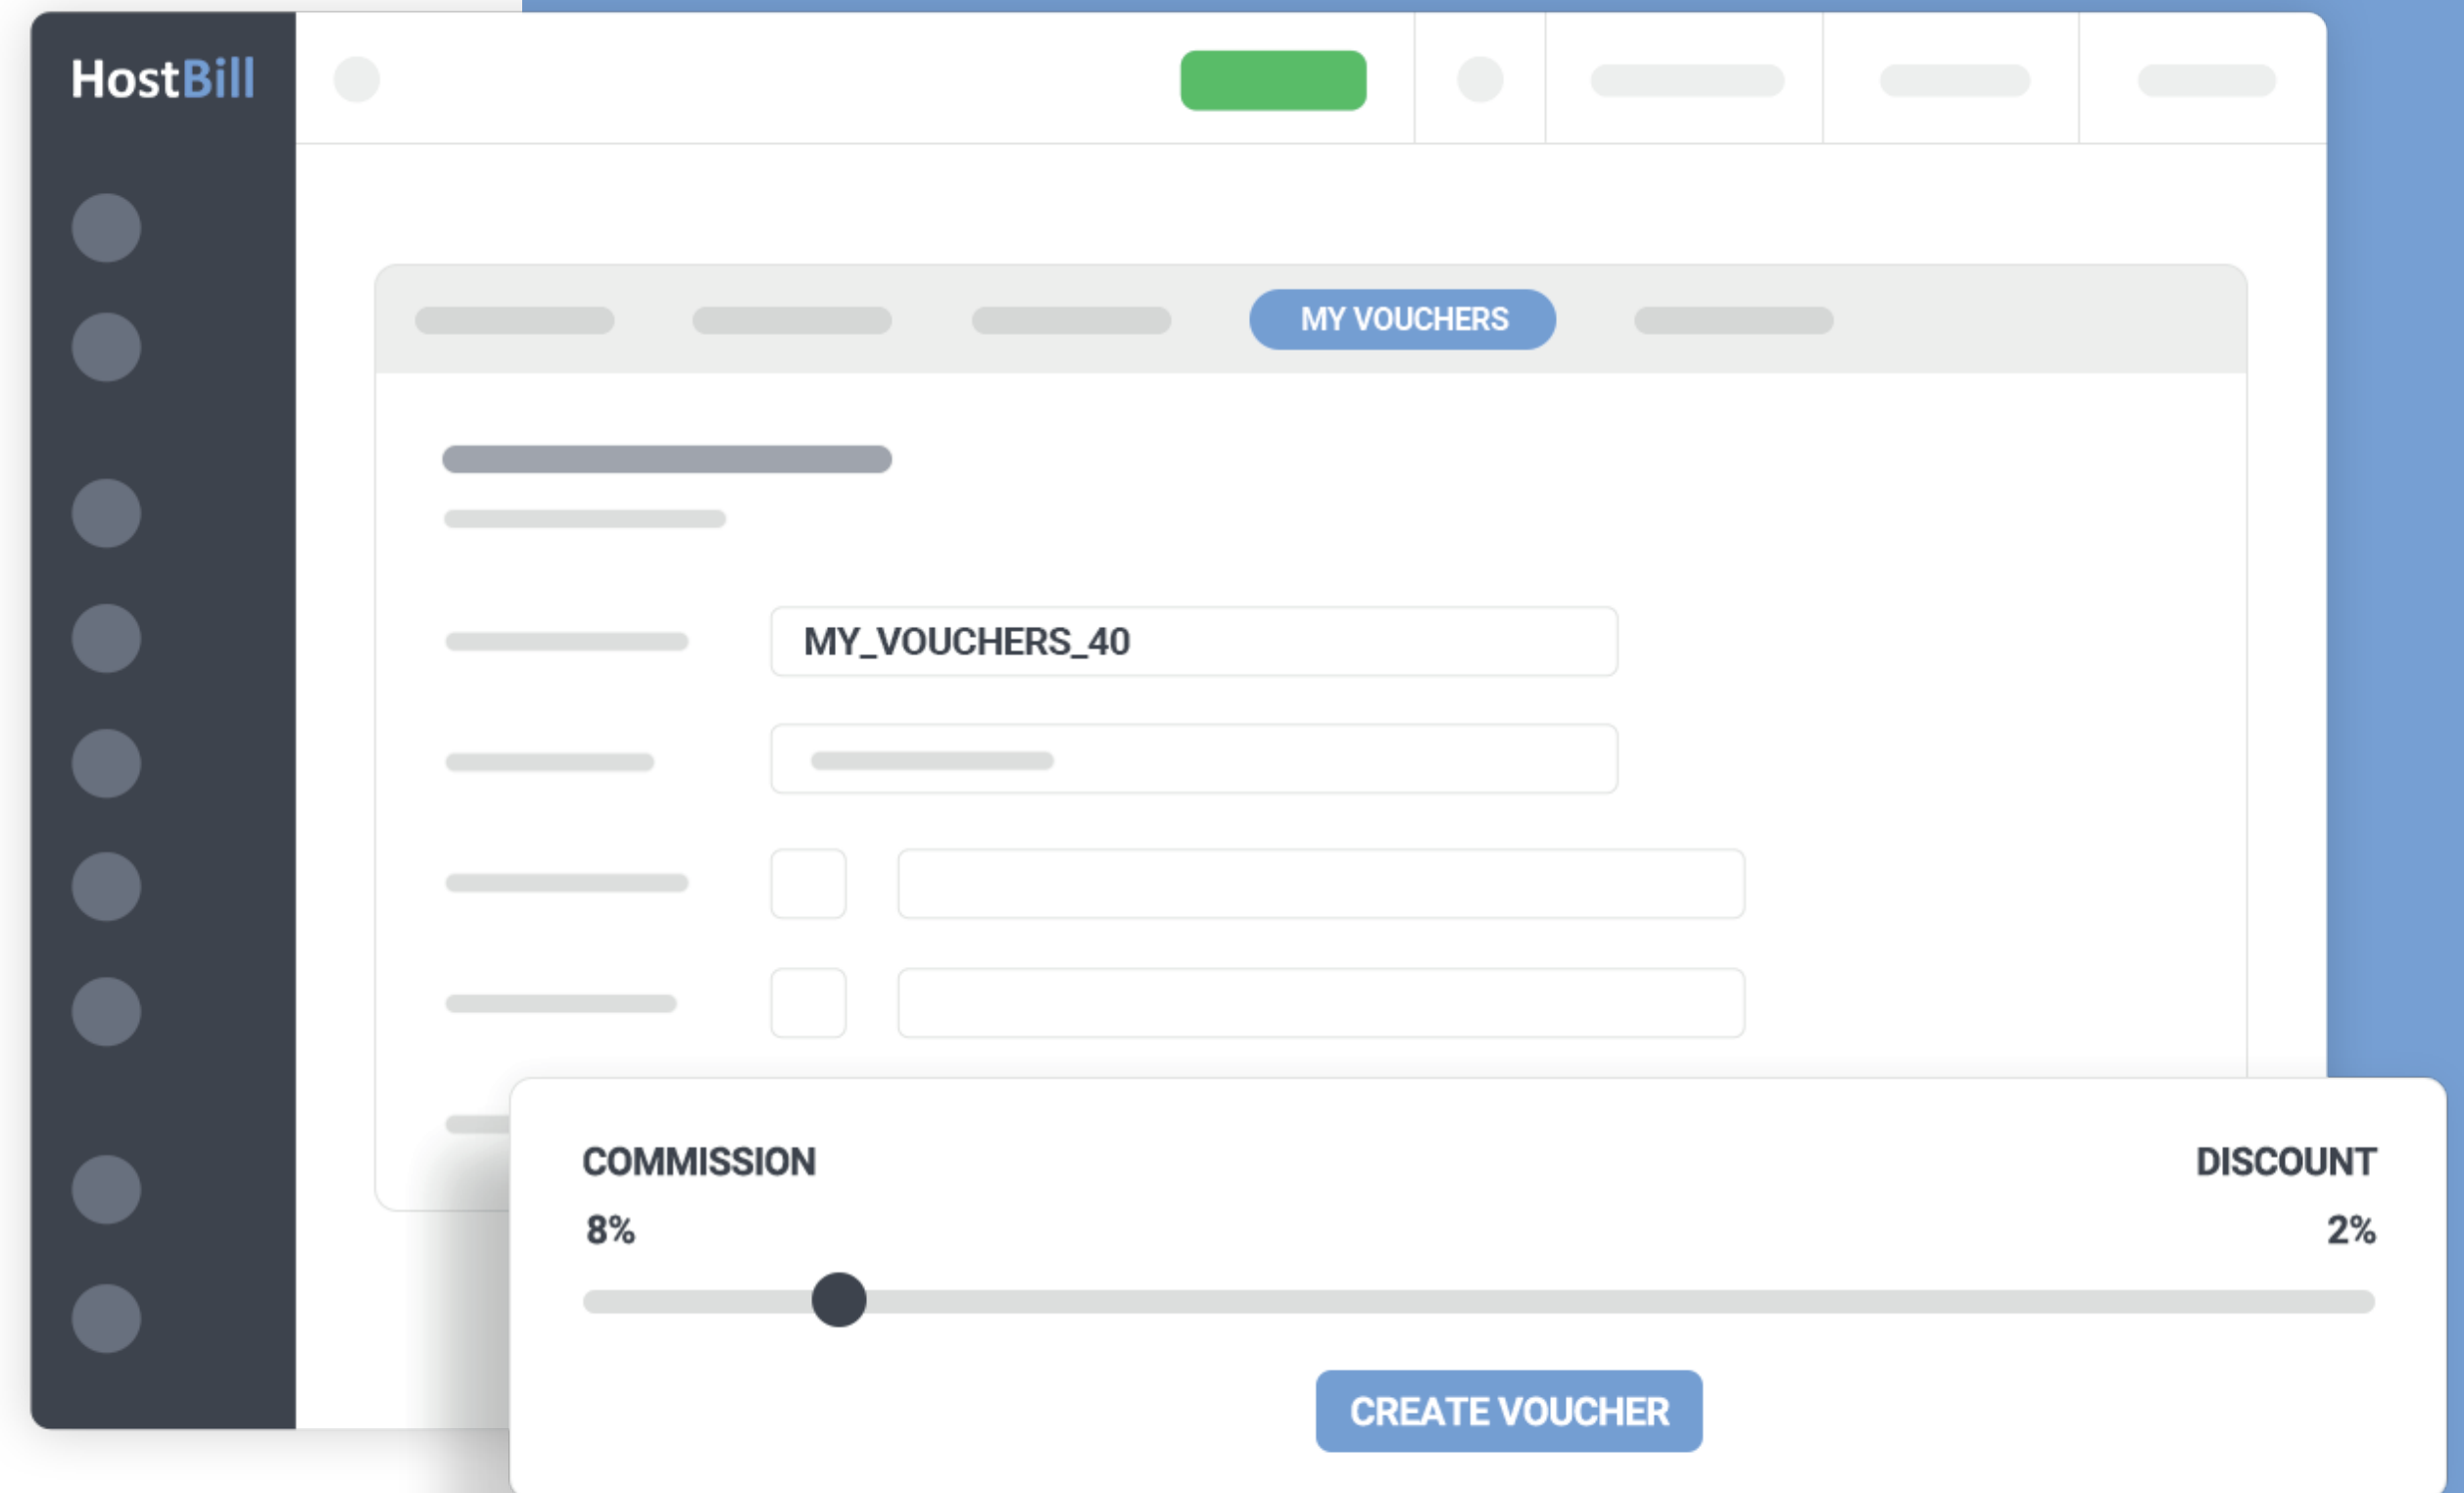 HostBill
MY VOUCHERS
MY_VOUCHERS_40
COMMISSION
DISCOUNT
8%
2%
CREATE VOUCHER